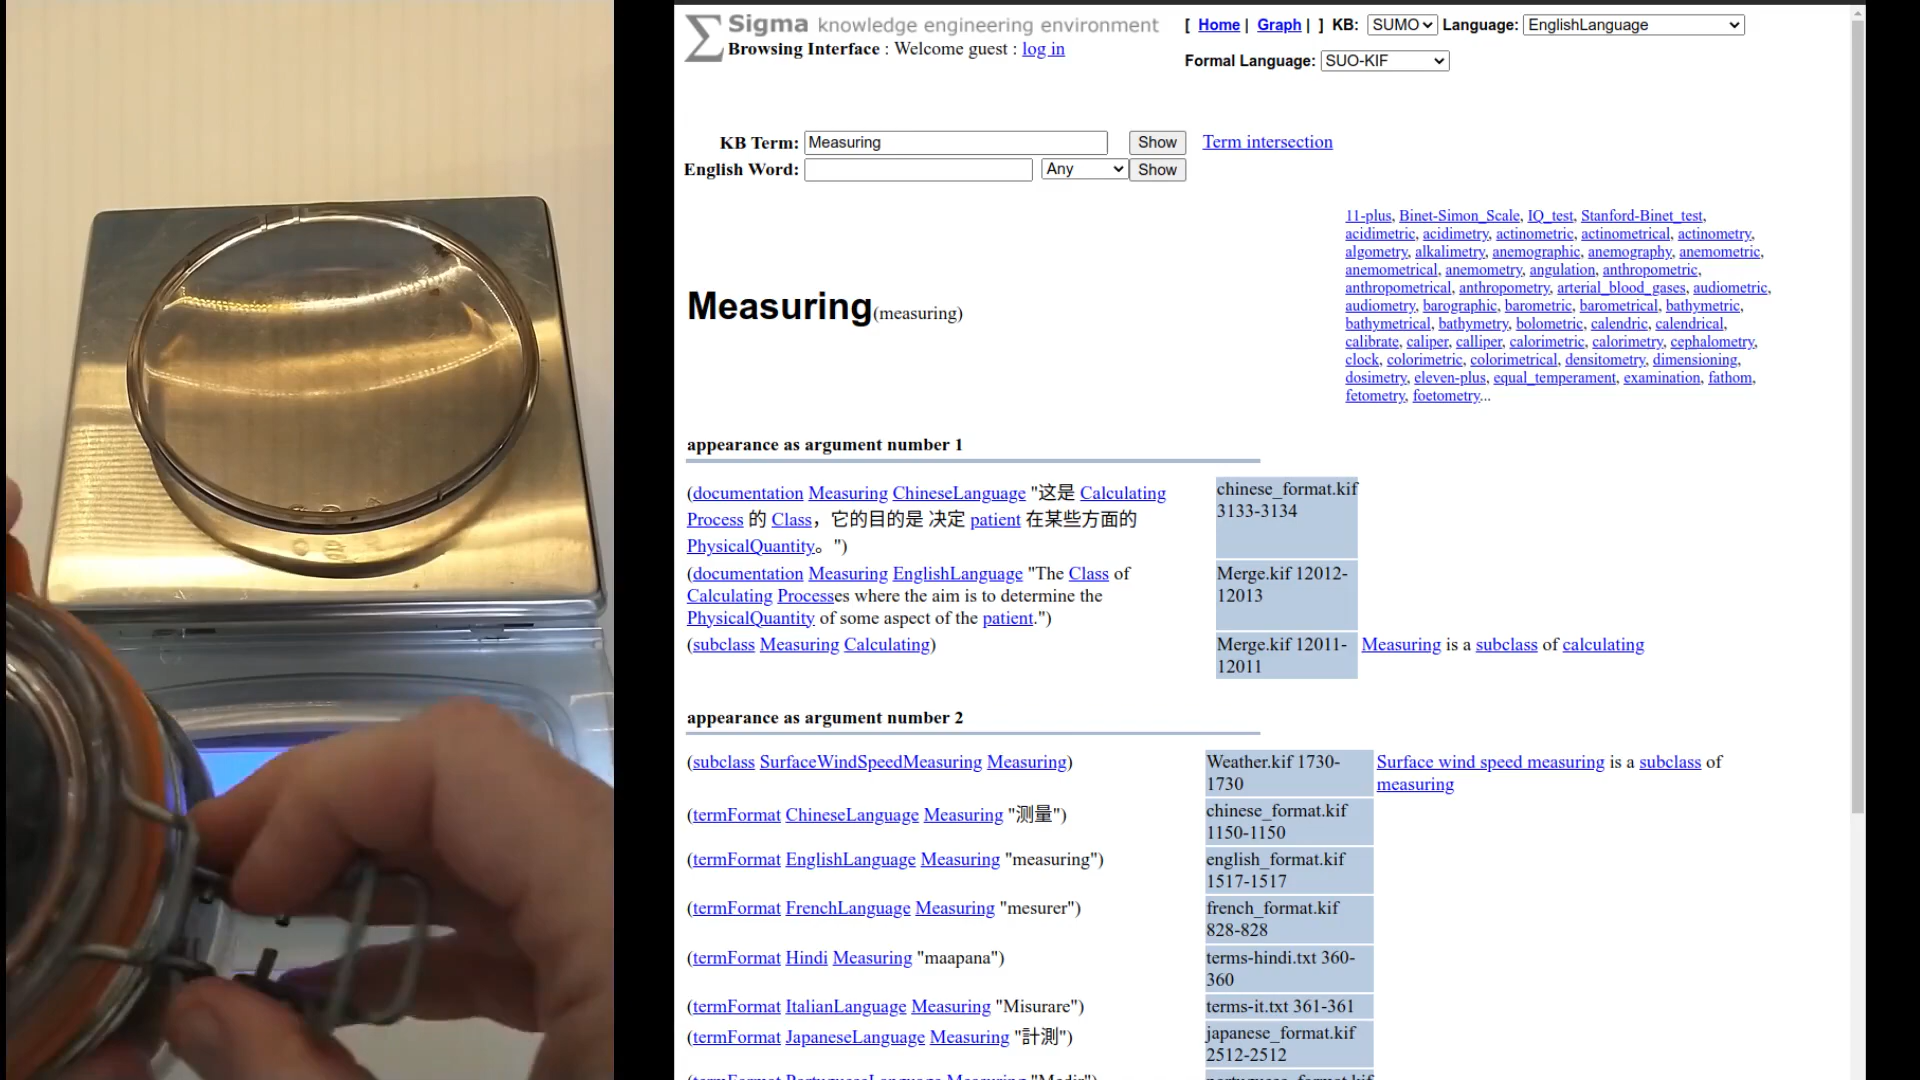 Sigma knowledge engineering environment
Browsing Interface : Welcome guest : log in
[ Home | Graph | ] KB: SUMO Language: EnglishLanguage
Formal Language: SUO-KIF
KB Term: Measuring Show Term intersection
English Word: Any Show
Measuring(measuring)
11-plus, Binet-Simon_Scale, IQ_test, Stanford-Binet_test,
acidimetric, acidimetry, actinometric, actinometrical, actinometry,
algometry, alkalimetry, anemographic, anemography, anemometric,
anemometrical, anemometry, angulation, anthropometric,
anthropometrical, anthropometry, arterial_blood_gases, audiometric,
audiometry, barographic, barometric, barometrical, bathymetric,
bathymetrical, bathymetry, bolometric, calendric, calendrical,
calibrate, caliper, calliper, calorimetric, calorimetry, cephalometry,
clock, colorimetric, colorimetrical, densitometry, dimensioning,
dosimetry, eleven-plus, equal_temperament, examination, fathom,
fetometry, foetometry...
appearance as argument number 1
(documentation Measuring ChineseLanguage "这是 Calculating
Process 的 Class，它的目的是 决定 patient 在某些方面的
PhysicalQuantity。")
chinese_format.kif
3133-3134
(documentation Measuring EnglishLanguage "The Class of
Calculating Processes where the aim is to determine the
PhysicalQuantity of some aspect of the patient.")
Merge.kif 12012-
12013
(subclass Measuring Calculating)
Merge.kif 12011-
12011
Measuring is a subclass of calculating
appearance as argument number 2
(subclass SurfaceWindSpeedMeasuring Measuring)
Weather.kif 1730-
1730
Surface wind speed measuring is a subclass of
measuring
(termFormat ChineseLanguage Measuring "测量")
chinese_format.kif
1150-1150
(termFormat EnglishLanguage Measuring "measuring")
english_format.kif
1517-1517
(termFormat FrenchLanguage Measuring "mesurer")
french_format.kif
828-828
(termFormat Hindi Measuring "maapana")
terms-hindi.txt 360-
360
(termFormat ItalianLanguage Measuring "Misurare")
terms-it.txt 361-361
(termFormat JapaneseLanguage Measuring "計測")
japanese_format.kif
2512-2512
(termFormat PortugueseLanguage Measuring "Medir")
portuguese_format.kif